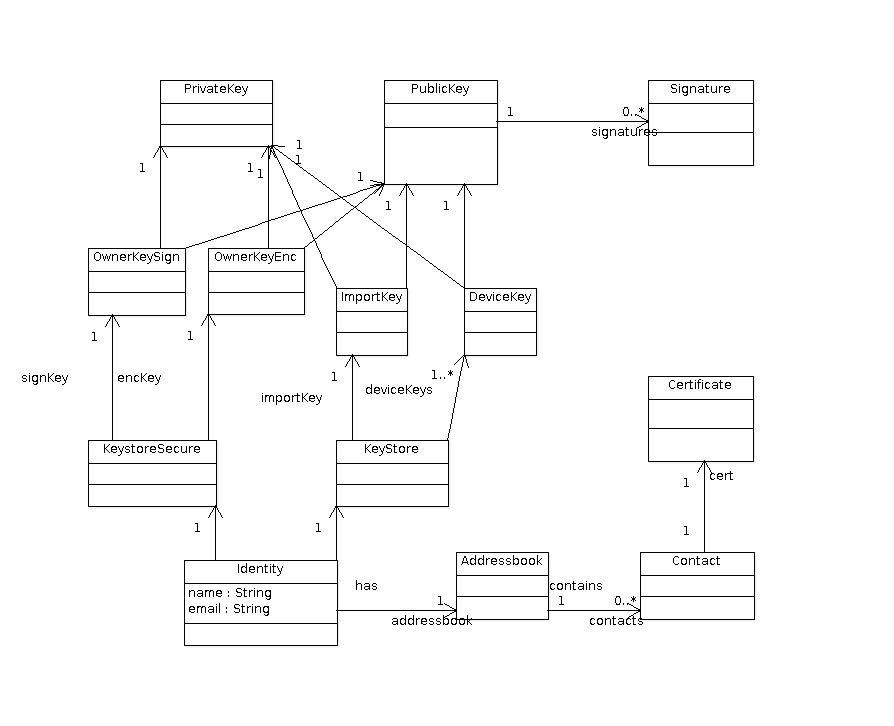 PrivateKey
PublicKey
Signature
1
0..*
signatures
1
1
1
1
1
1
1
1
OwnerKeySign
OwnerKeyEnc
ImportKey
DeviceKey
1
1
signKey
encKey
1
1..*
importKey
deviceKeys
Certificate
KeystoreSecure
KeyStore
cert
1
1
1
1
Identity
name : String
email : String
has
1
addressbook
Addressbook
contains
1
0..*
contacts
Contact